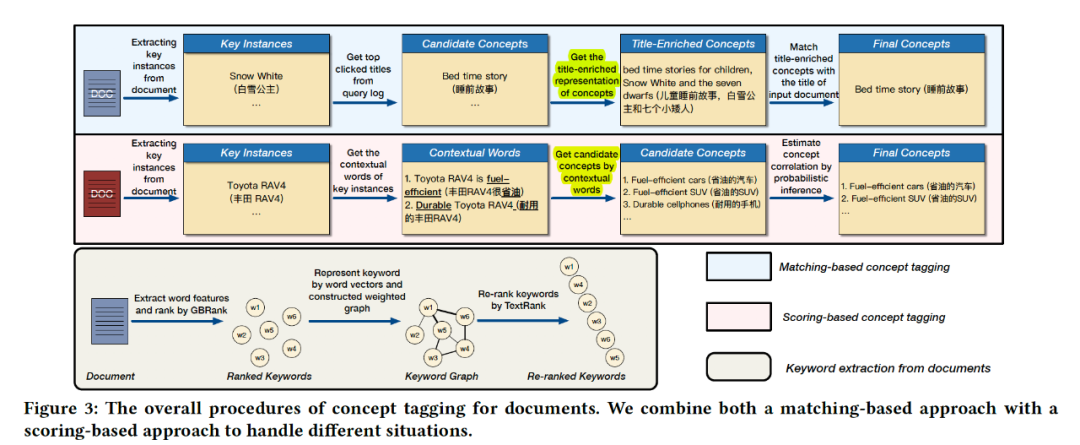 Extracting
key
instances
from
document
DOC
Key Instances
Snow White
(白雪公主)
...
Get top
clicked titles
from
query log
Candidate Concepts
Bed time story
(睡前故事)
...
Get the
title-enriched
representation
of concepts
Title-Enriched Concepts
bed time stories for children,
Snow White and the seven
dwarfs (儿童睡前故事，白雪公
主和七个小矮人)
Match
title-enriched
concepts with
the title of
input document
Final Concepts
Bed time story (睡前故事)
Extracting
key
instances
from
document
DOC
Key Instances
Toyota RAV4
(丰田 RAV4)
...
Get the
contextual
words of
key instances
Contextual Words
1. Toyota RAV4 is fuel-
efficient (丰田RAV4很省油)
2. Durable Toyota RAV4 (耐用
的丰田RAV4)
Get candidate
concepts by
contextual
words
Candidate Concepts
1. Fuel-efficient cars (省油的汽车)
2. Fuel-efficient SUV (省油的SUV)
3. Durable cellphones (耐用的手机)
...
Estimate
concept
correlation by
probabilistic
inference
Final Concepts
1. Fuel-efficient cars (省油的汽车)
2. Fuel-efficient SUV (省油的SUV)
...
Document
Extract word features
and rank by GBRank
w1
w6
w2
w5
w4
w3
Ranked Keywords
Represent keyword
by word vectors and
constructed weighted
graph
w1
w6
w2
w5
w4
w3
Keyword Graph
Re-rank keywords
by TextRank
w1
w4
w2
w3
w6
w5
Re-ranked Keywords
Matching-based concept tagging
Scoring-based concept tagging
Keyword extraction from documents
Figure 3: The overall procedures of concept tagging for documents. We combine both a matching-based approach with a
scoring-based approach to handle different situations.